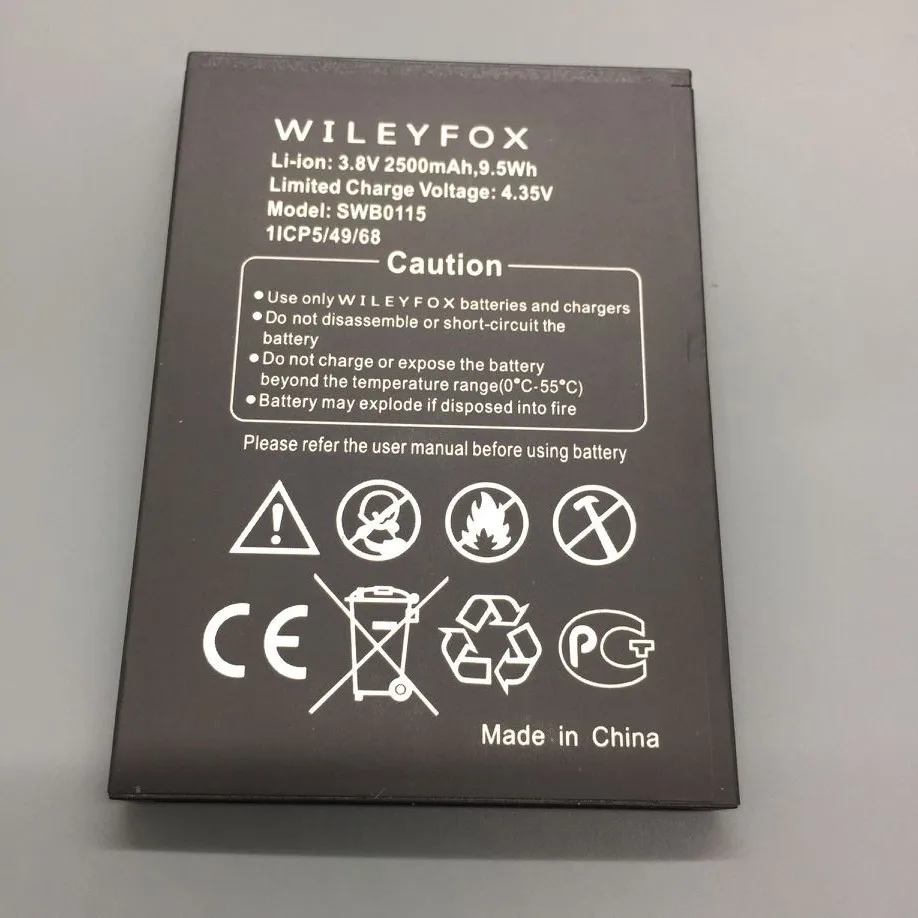 WILEYFOX
Li-ion: 3.8V 2500mAh,9.5Wh
Limited Charge Voltage: 4.35V
Model: SWB0115
1ICP5/49/68
Caution
•Use only WILEYFOX batteries and chargers
•Do not disassemble or short-circuit the
battery
•Do not charge or expose the battery
beyond the temperature range(0°C-55°C)
•Battery may explode if disposed into fire
Please refer the user manual before using battery
CE PCT
Made in China